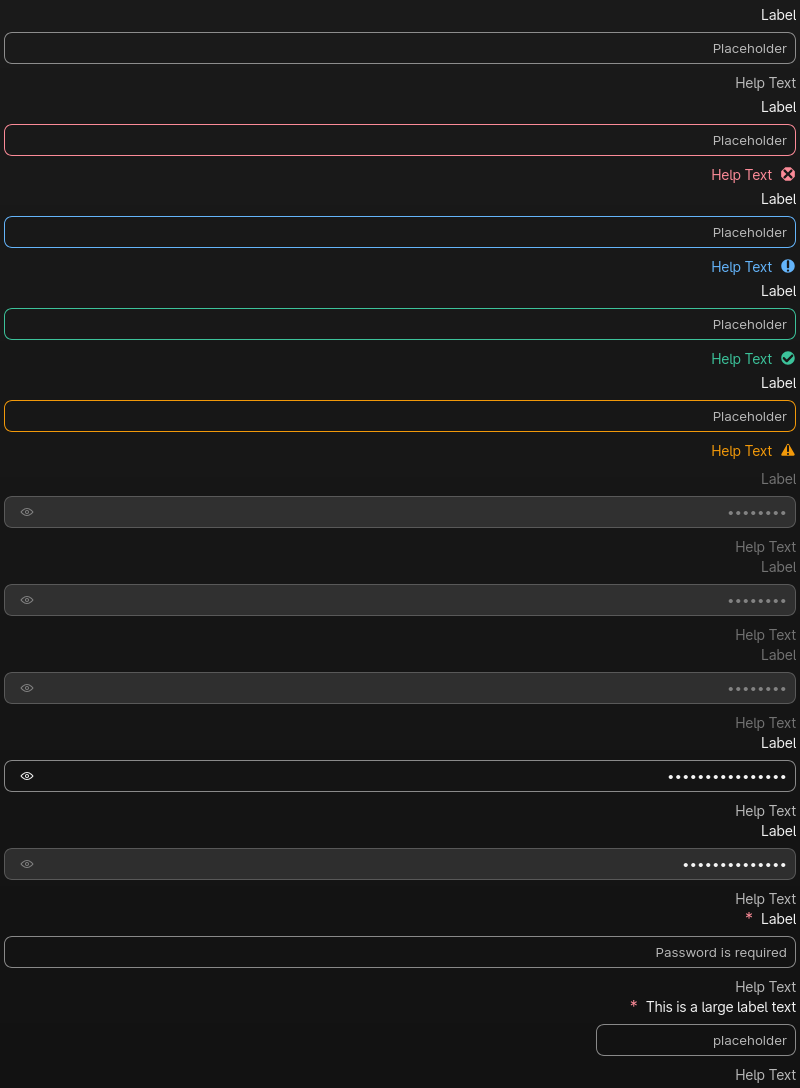 Label
Placeholder
Help Text
Label
Placeholder
Help Text
Label
Placeholder
Help Text
Label
Placeholder
Help Text
Label
Placeholder
Help Text
Label
••••••••
Help Text
Label
••••••••
Help Text
Label
••••••••
Help Text
Label
••••••••••••••••
Help Text
Label
••••••••••••••
Help Text
* Label
Password is required
Help Text
* This is a large label text
placeholder
Help Text